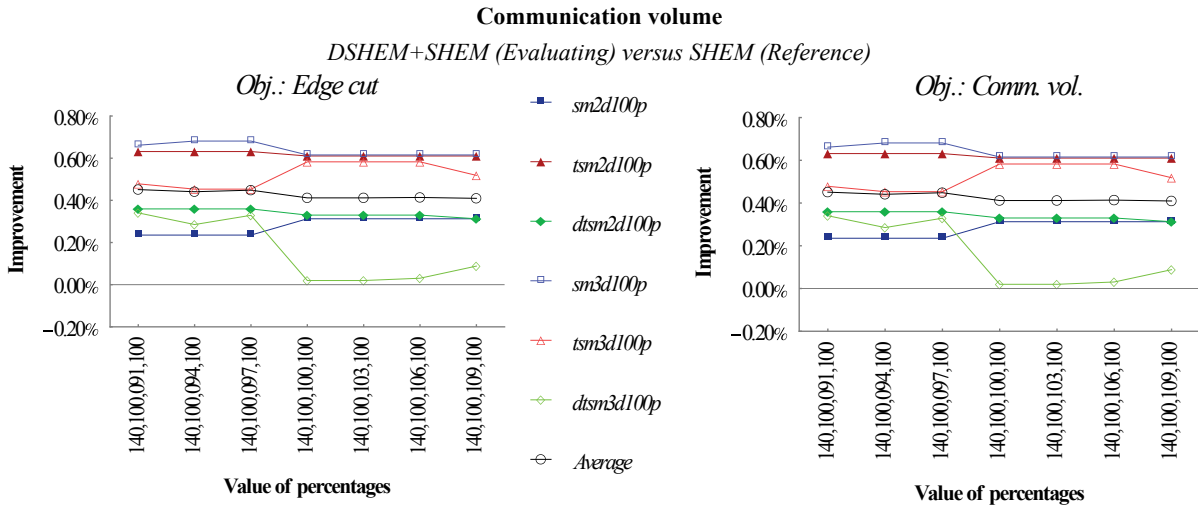 Communication volume
DSHEM+SHEM (Evaluating) versus SHEM (Reference)
Obj.: Edge cut
0.80%
0.60%
0.40%
0.20%
0.00%
−0.20%
Improvement
140,100,091,100
140,100,094,100
140,100,097,100
140,100,100,100
140,100,103,100
140,100,106,100
140,100,109,100
Value of percentages
sm2d100p
tsm2d100p
dtsm2d100p
sm3d100p
tsm3d100p
dtsm3d100p
Average
Obj.: Comm. vol.
0.80%
0.60%
0.40%
0.20%
0.00%
−0.20%
Improvement
140,100,091,100
140,100,094,100
140,100,097,100
140,100,100,100
140,100,103,100
140,100,106,100
140,100,109,100
Value of percentages